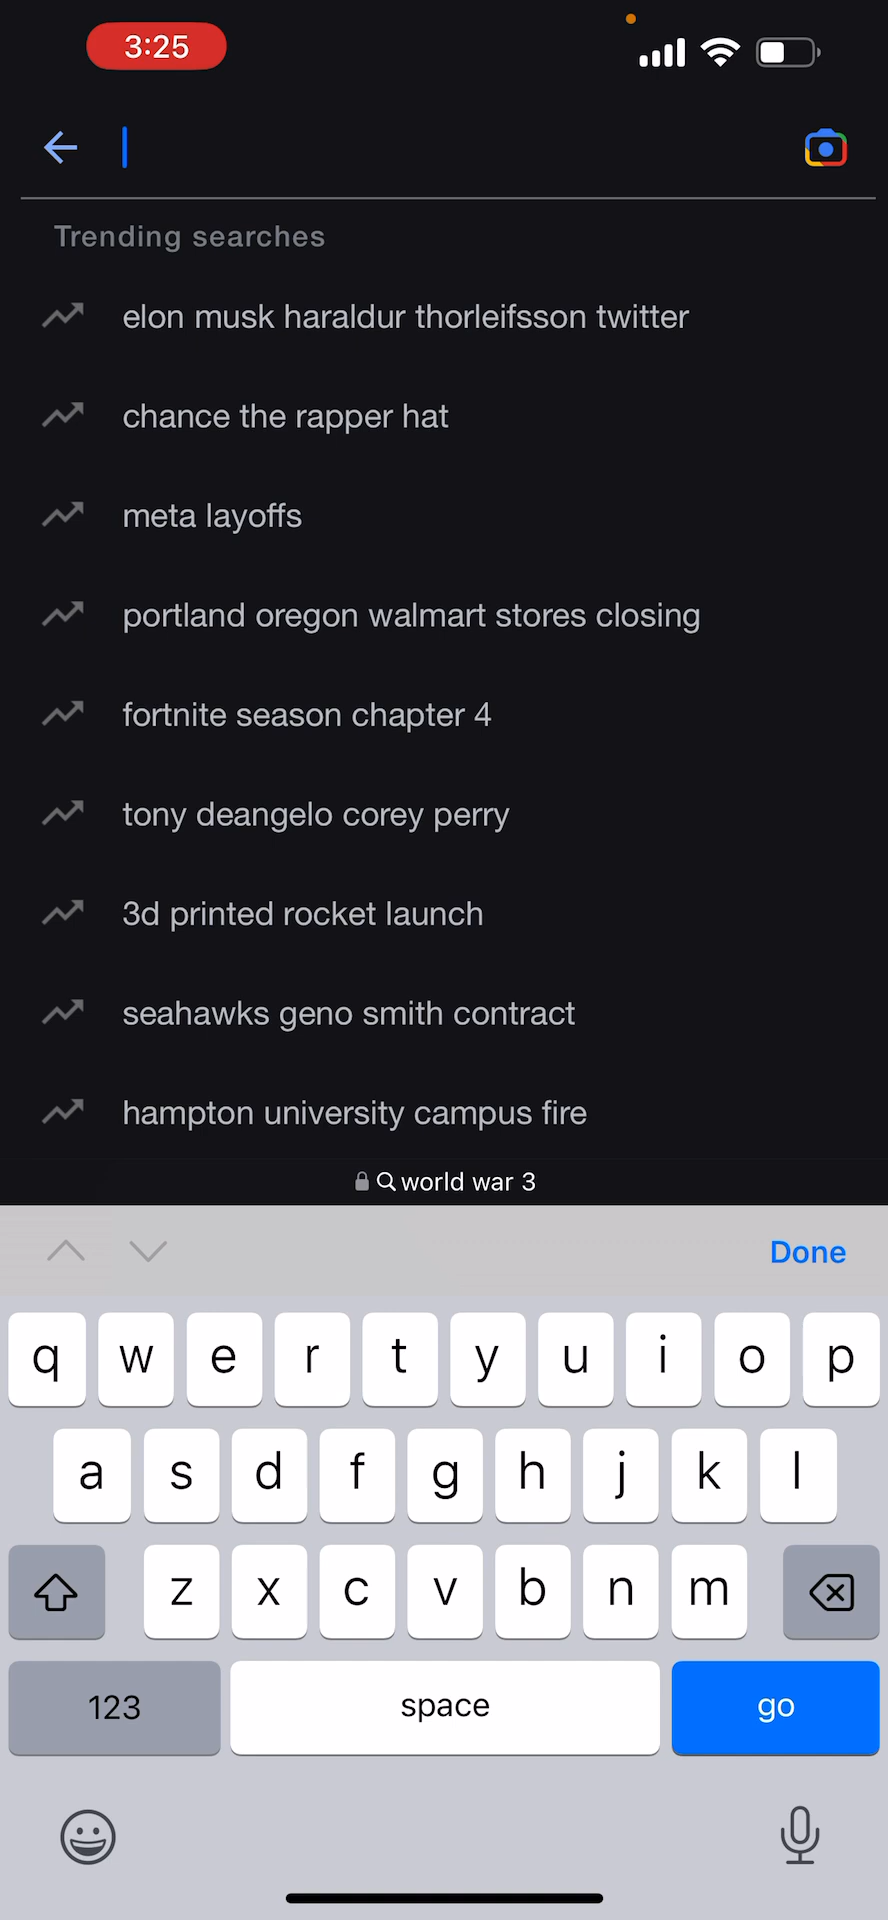 3:25
Trending searches
elon musk haraldur thorleifsson twitter
chance the rapper hat
meta layoffs
portland oregon walmart stores closing
fortnite season chapter 4
tony deangelo corey perry
3d printed rocket launch
seahawks geno smith contract
hampton university campus fire
world war 3
Done
q w e r t y u i o p
a s d f g h j k l
z x c v b n m
123 space go